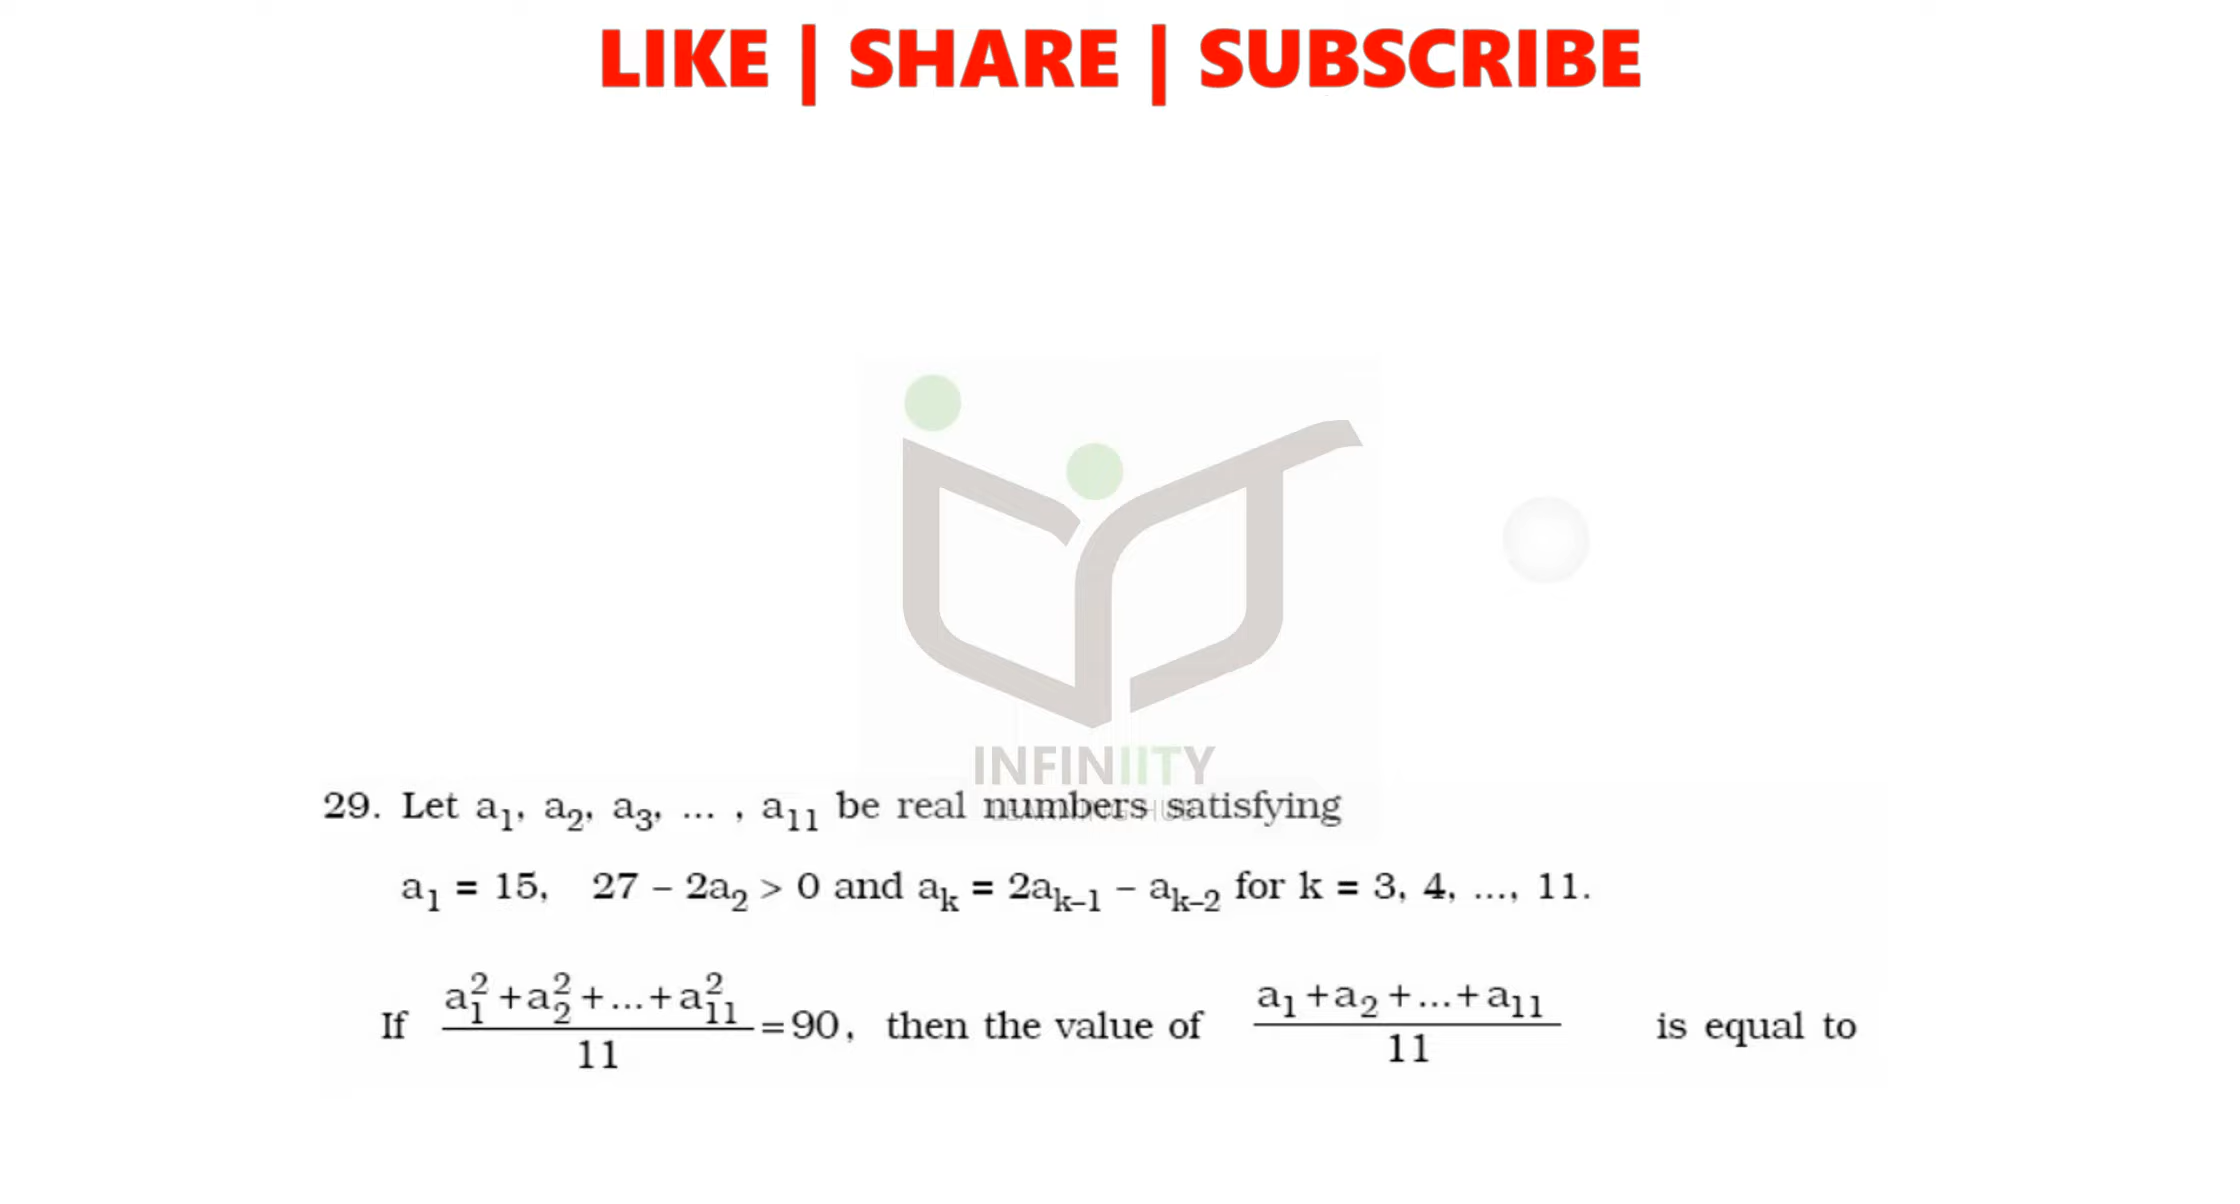 LIKE | SHARE | SUBSCRIBE
INFINIITY
LEARNING HUB
29. Let a₁, a₂, a₃, ... , a₁₁ be real numbers satisfying
a₁ = 15, 27 – 2a₂ > 0 and aₖ = 2aₖ₋₁ – aₖ₋₂ for k = 3, 4, ..., 11.
If (a₁² + a₂² + ... + a₁₁²)/11 = 90, then the value of (a₁ + a₂ + ... + a₁₁)/11 is equal to